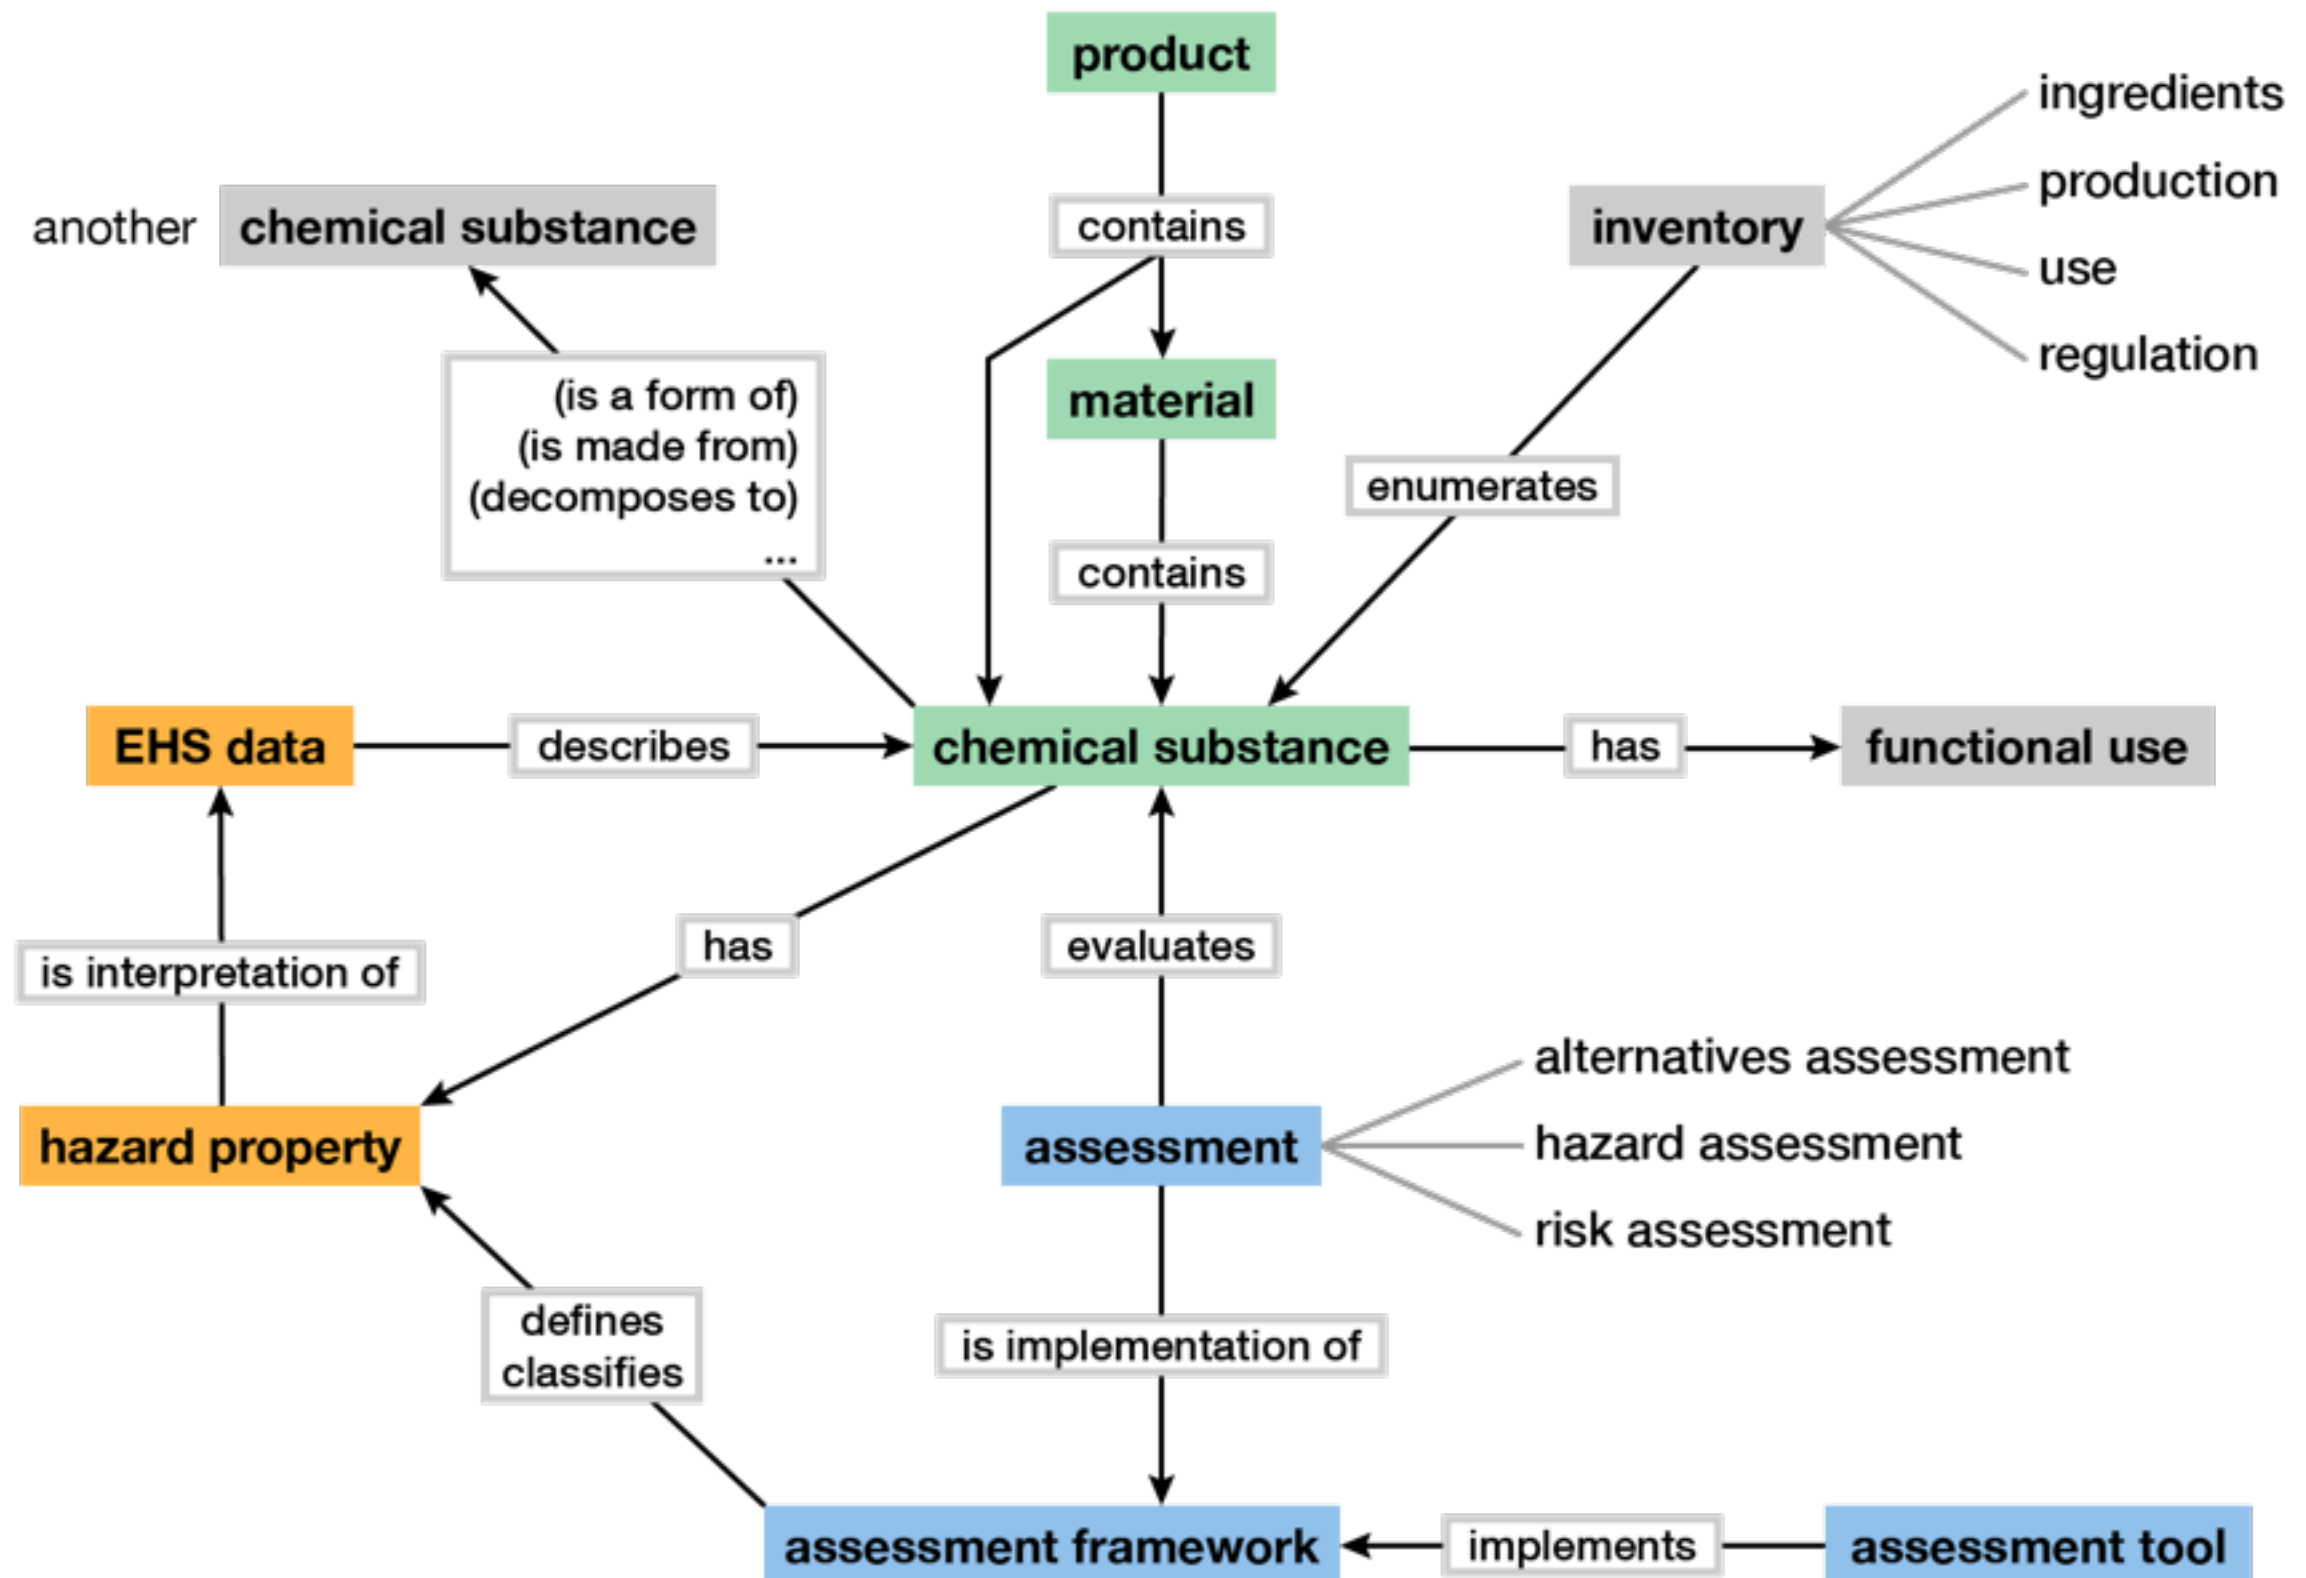 product
ingredients
contains
production
another chemical substance
inventory
use
regulation
(is a form of)
(is made from)
(decomposes to)
...
material
enumerates
contains
EHS data
describes
chemical substance
has
functional use
is interpretation of
has
evaluates
hazard property
assessment
alternatives assessment
hazard assessment
risk assessment
defines
classifies
is implementation of
assessment framework
implements
assessment tool